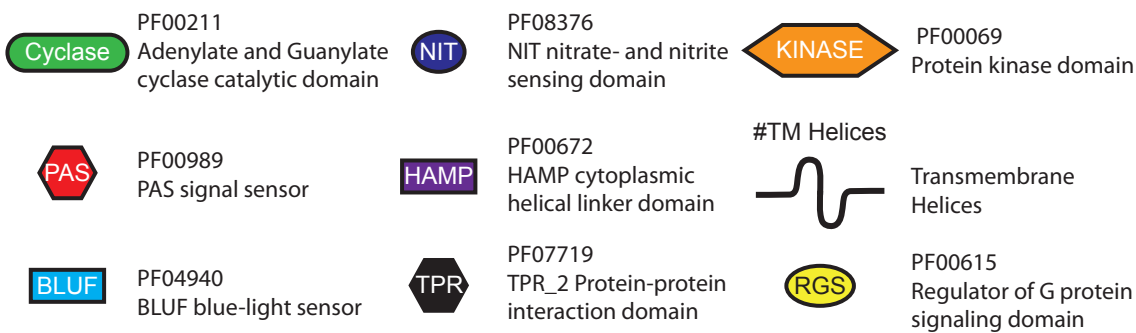 Cyclase
PF00211
Adenylate and Guanylate
cyclase catalytic domain
NIT
PF08376
NIT nitrate- and nitrite
sensing domain
KINASE
PF00069
Protein kinase domain
PAS
PF00989
PAS signal sensor
HAMP
PF00672
HAMP cytoplasmic
helical linker domain
#TM Helices
Transmembrane
Helices
BLUF
PF04940
BLUF blue-light sensor
TPR
PF07719
TPR_2 Protein-protein
interaction domain
RGS
PF00615
Regulator of G protein
signaling domain